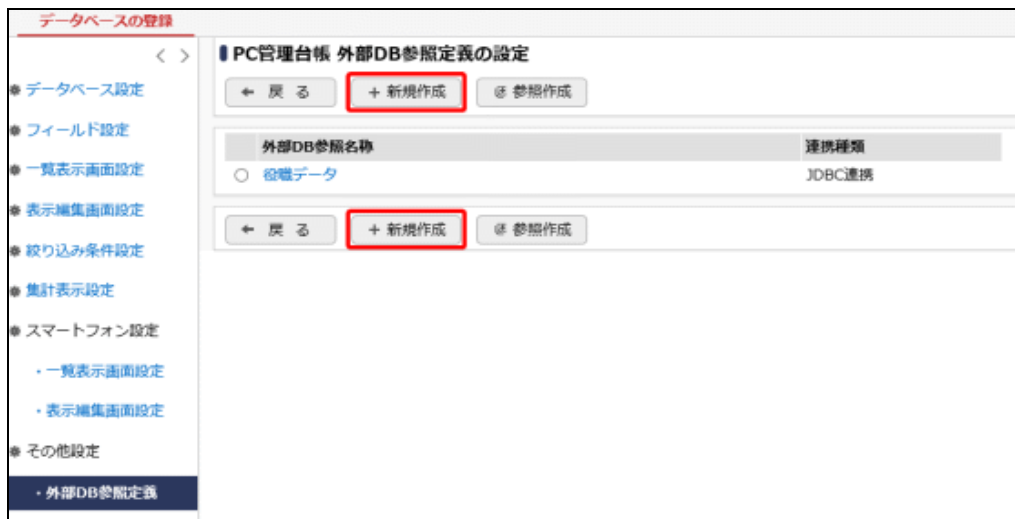 データベースの登録
< >
データベース設定
フィールド設定
一覧表示画面設定
表示編集画面設定
絞り込み条件設定
集計表示設定
スマートフォン設定
・一覧表示画面設定
・表示編集画面設定
その他設定
・外部DB参照定義
PC管理台帳 外部DB参照定義の設定
← 戻 る + 新規作成 参照作成
外部DB参照名称 連携種類
役職データ JDBC連携
← 戻 る + 新規作成 参照作成